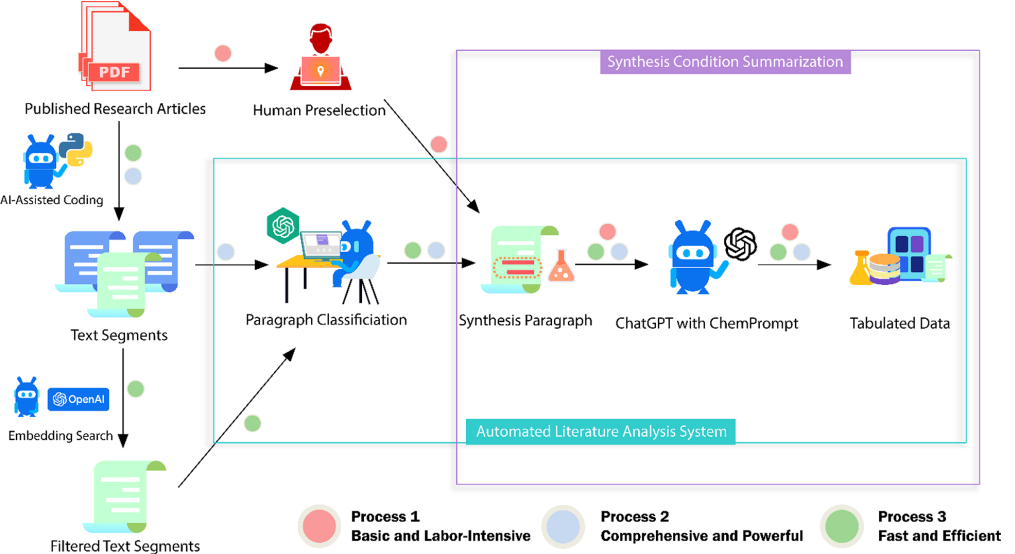 PDF
Published Research Articles
Human Preselection
Synthesis Condition Summarization
AI-Assisted Coding
Text Segments
Paragraph Classificiation
Synthesis Paragraph
ChatGPT with ChemPrompt
Tabulated Data
OpenAI
Embedding Search
Automated Literature Analysis System
Filtered Text Segments
Process 1
Basic and Labor-Intensive
Process 2
Comprehensive and Powerful
Process 3
Fast and Efficient